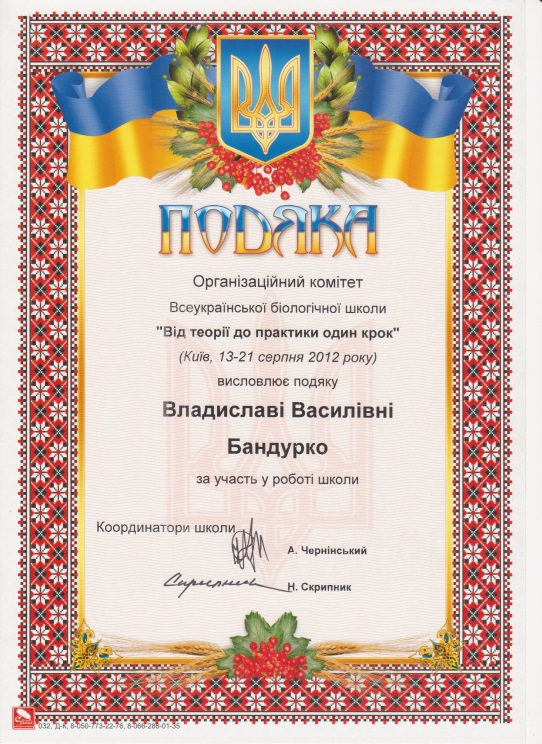 ПОДЯКА
Організаційний комітет
Всеукраїнської біологічної школи
"Від теорії до практики один крок"
(Київ, 13-21 серпня 2012 року)
висловлює подяку
Владиславі Василівні
Бандурко
за участь у роботі школи
Координатори школи
А. Чернінський
Скрипник
Н. Скрипник
032, Д-К, 8-050-773-22-76, 8-066-286-01-35